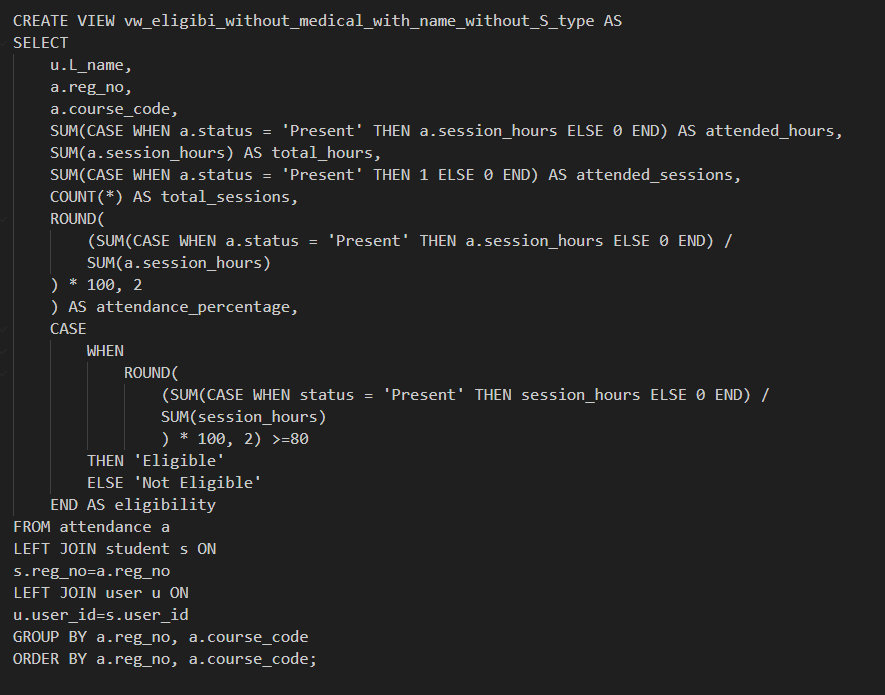 CREATE VIEW vw_eligibi_without_medical_with_name_without_S_type AS
SELECT
    u.L_name,
    a.reg_no,
    a.course_code,
    SUM(CASE WHEN a.status = 'Present' THEN a.session_hours ELSE 0 END) AS attended_hours,
    SUM(a.session_hours) AS total_hours,
    SUM(CASE WHEN a.status = 'Present' THEN 1 ELSE 0 END) AS attended_sessions,
    COUNT(*) AS total_sessions,
    ROUND(
        (SUM(CASE WHEN a.status = 'Present' THEN a.session_hours ELSE 0 END) /
        SUM(a.session_hours)
    ) * 100, 2
    ) AS attendance_percentage,
    CASE
        WHEN
            ROUND(
                (SUM(CASE WHEN status = 'Present' THEN session_hours ELSE 0 END) /
                SUM(session_hours)
                ) * 100, 2) >=80
        THEN 'Eligible'
        ELSE 'Not Eligible'
    END AS eligibility
FROM attendance a
LEFT JOIN student s ON
s.reg_no=a.reg_no
LEFT JOIN user u ON
u.user_id=s.user_id
GROUP BY a.reg_no, a.course_code
ORDER BY a.reg_no, a.course_code;